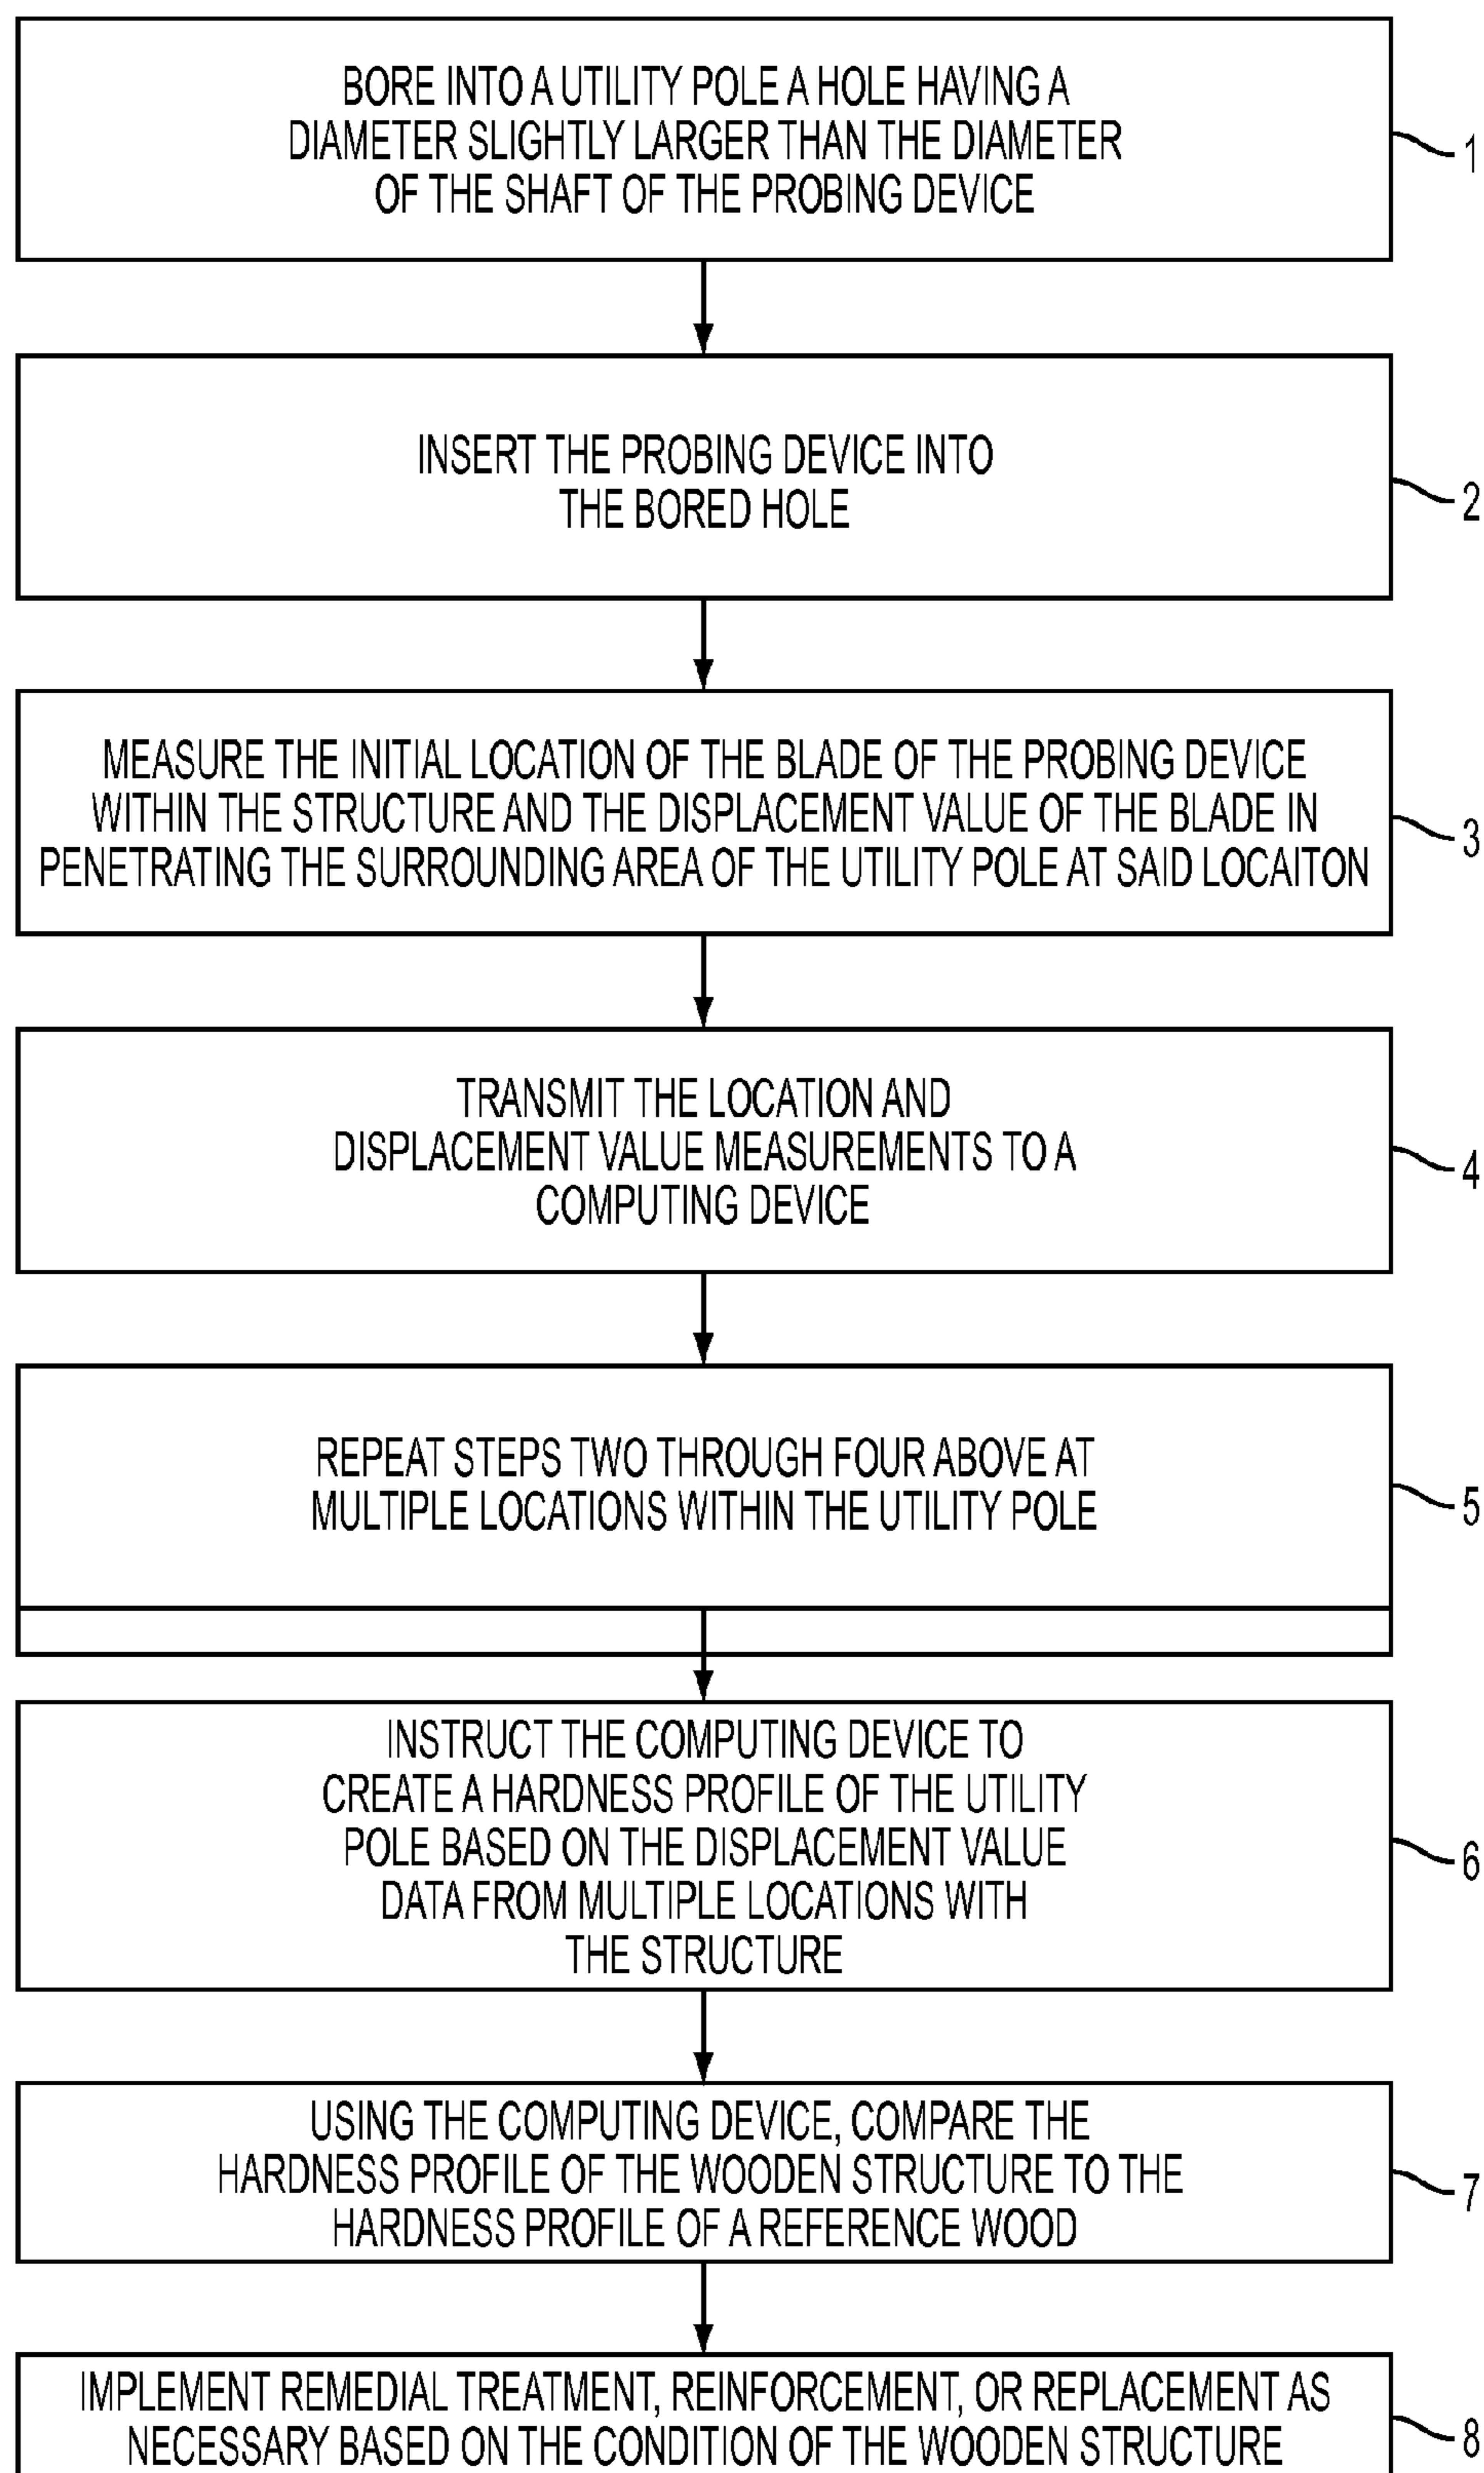 BORE INTO A UTILITY POLE A HOLE HAVING A
DIAMETER SLIGHTLY LARGER THAN THE DIAMETER
OF THE SHAFT OF THE PROBING DEVICE
1
INSERT THE PROBING DEVICE INTO
THE BORED HOLE
2
MEASURE THE INITIAL LOCATION OF THE BLADE OF THE PROBING DEVICE
WITHIN THE STRUCTURE AND THE DISPLACEMENT VALUE OF THE BLADE IN
PENETRATING THE SURROUNDING AREA OF THE UTILITY POLE AT SAID LOCAITON
3
TRANSMIT THE LOCATION AND
DISPLACEMENT VALUE MEASUREMENTS TO A
COMPUTING DEVICE
4
REPEAT STEPS TWO THROUGH FOUR ABOVE AT
MULTIPLE LOCATIONS WITHIN THE UTILITY POLE
5
INSTRUCT THE COMPUTING DEVICE TO
CREATE A HARDNESS PROFILE OF THE UTILITY
POLE BASED ON THE DISPLACEMENT VALUE
DATA FROM MULTIPLE LOCATIONS WITH
THE STRUCTURE
6
USING THE COMPUTING DEVICE, COMPARE THE
HARDNESS PROFILE OF THE WOODEN STRUCTURE TO THE
HARDNESS PROFILE OF A REFERENCE WOOD
7
IMPLEMENT REMEDIAL TREATMENT, REINFORCEMENT, OR REPLACEMENT AS
NECESSARY BASED ON THE CONDITION OF THE WOODEN STRUCTURE
8